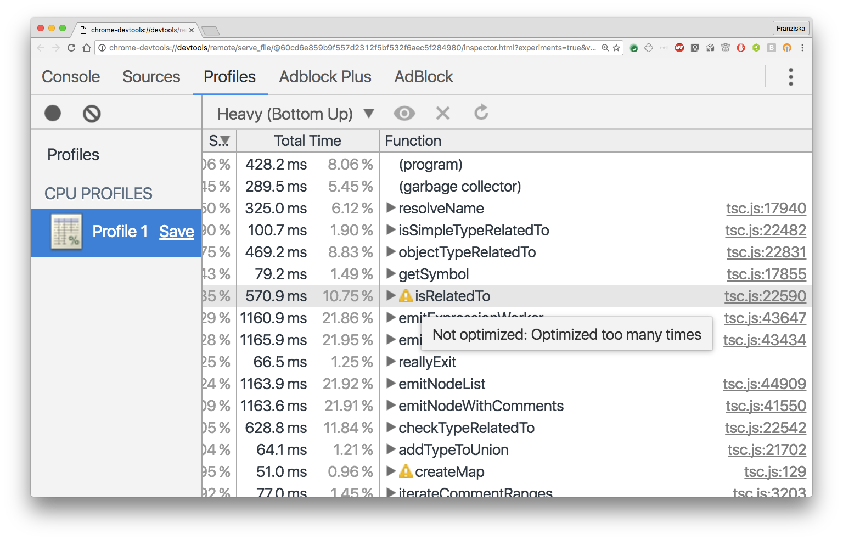 chrome-devtools://devtools/re ×
Franziska
chrome-devtools://devtools/remote/serve_file/@60cd6e859b9f557d2312f5bf532f6aec5f284980/inspector.html?experiments=true&v...
Console Sources Profiles Adblock Plus AdBlock
Heavy (Bottom Up) ▼
Profiles
CPU PROFILES
Profile 1 Save
S... Total Time Function
06 % 428.2 ms 8.06 % (program)
45 % 289.5 ms 5.45 % (garbage collector)
50 % 325.0 ms 6.12 % resolveName tsc.js:17940
90 % 100.7 ms 1.90 % isSimpleTypeRelatedTo tsc.js:22482
75 % 469.2 ms 8.83 % objectTypeRelatedTo tsc.js:22831
43 % 79.2 ms 1.49 % getSymbol tsc.js:17855
35 % 570.9 ms 10.75 % isRelatedTo tsc.js:22590
29 % 1160.9 ms 21.86 % emitExpressionWorker tsc.js:43647
Not optimized: Optimized too many times
28 % 1165.9 ms 21.95 % emi tsc.js:43434
25 % 66.5 ms 1.25 % reallyExit
24 % 1163.9 ms 21.92 % emitNodeList tsc.js:44909
09 % 1163.6 ms 21.91 % emitNodeWithComments tsc.js:41550
05 % 628.8 ms 11.84 % checkTypeRelatedTo tsc.js:22542
04 % 64.1 ms 1.21 % addTypeToUnion tsc.js:21702
95 % 51.0 ms 0.96 % createMap tsc.js:129
92 % 77.0 ms 1.45 % iterateCommentRanges tsc.js:3203